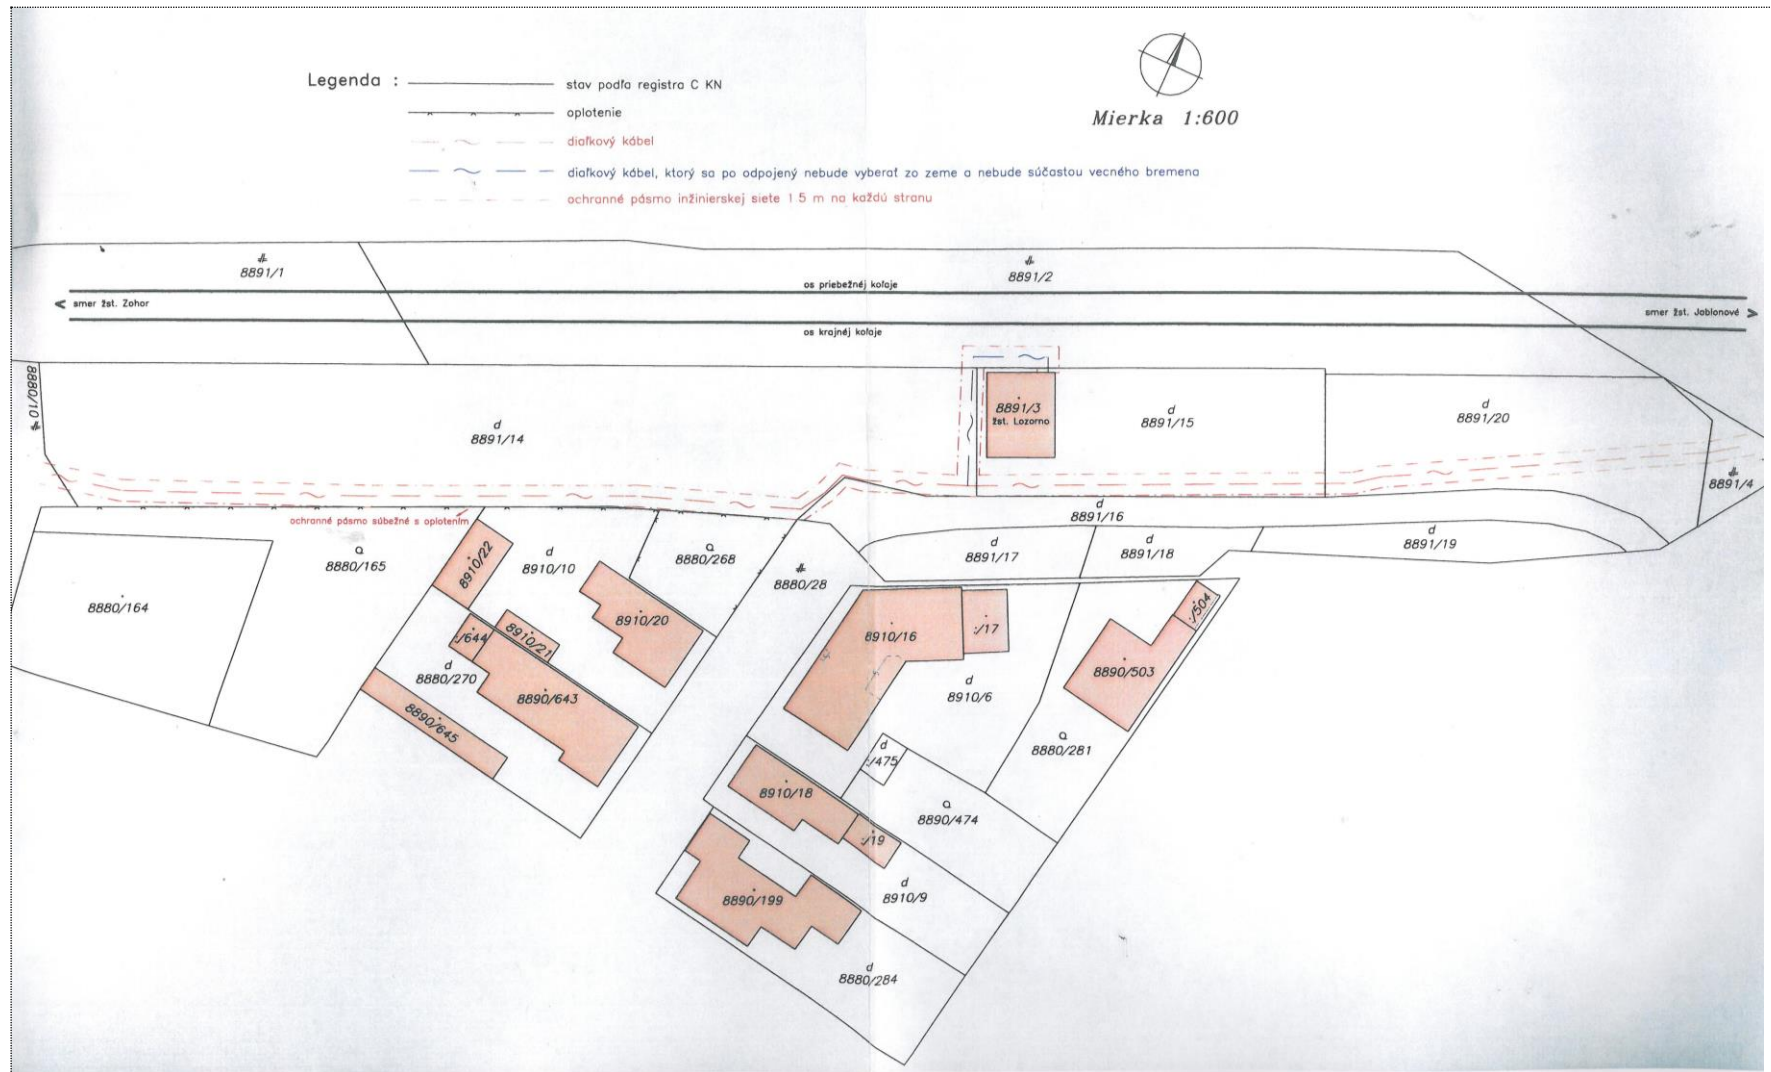 Legenda :
stav podľa registra C KN
oplotenie
diaľkový kábel
diaľkový kábel, ktorý sa po odpojený nebude vyberať zo zeme a nebude súčastou vecného bremena
ochranné pásmo inžinierskej siete 1.5 m na každú stranu
Mierka 1:600
8891/1
8891/2
os priebežnéj koľaje
< smer žst. Zohor
smer žst. Jablonové >
os krajnéj koľaje
8880/10
d
8891/14
8891/3
žst. Lozorno
d
8891/15
d
8891/20
8891/4
ochranné pásmo súbežné s oplotením
d
8891/16
d
8891/17
d
8891/18
d
8891/19
8880/164
8880/165
8910/22
d
8910/10
8880/268
8880/28
8910/20
8910/21
:/644
d
8880/270
8890/643
8890/645
8910/16
:/17
d
8910/6
:/504
8890/503
8880/281
d
:/475
8890/474
8910/18
:/19
d
8910/9
8890/199
d
8880/284